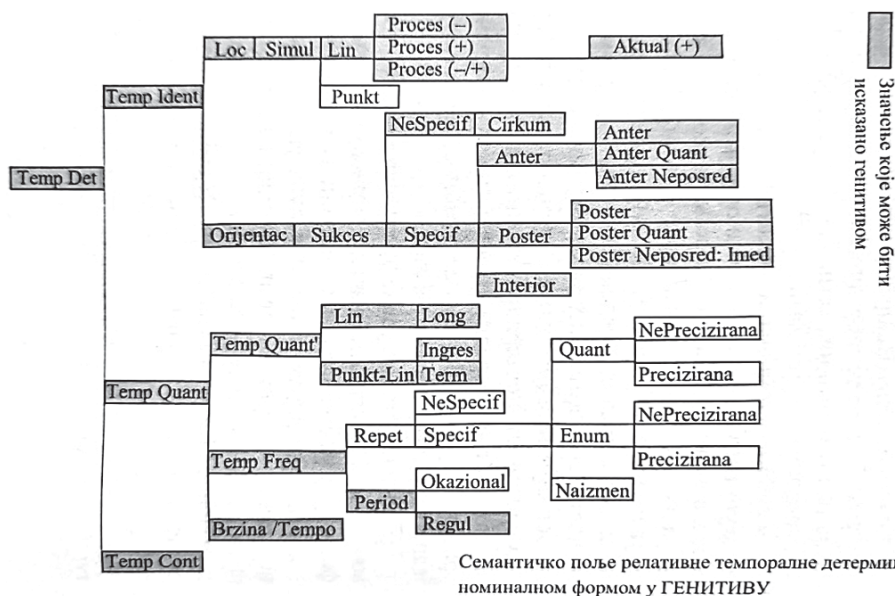 Proces (–)
Loc Simul Lin Proces (+) Aktual (+)
Proces (–/+)
Temp Ident Punkt
NeSpecif Cirkum
Anter
Anter Anter Quant
Anter Neposred
Temp Det
Poster
Orijentac Sukces Specif Poster Poster Quant
Poster Neposred: Imed
Interior
Lin Long
Temp Quant'
Ingres
Punkt-Lin Term
Temp Quant
NePrecizirana
Quant
Precizirana
NeSpecif
Repet Specif Enum NePrecizirana
Temp Freq
Precizirana
Okazional
Naizmen
Period
Brzina /Tempo Regul
Temp Cont
Значење које може бити
исказано генитивом
Семантичко поље релативне темпоралне
номиналном формом у ГЕНИТИВУ